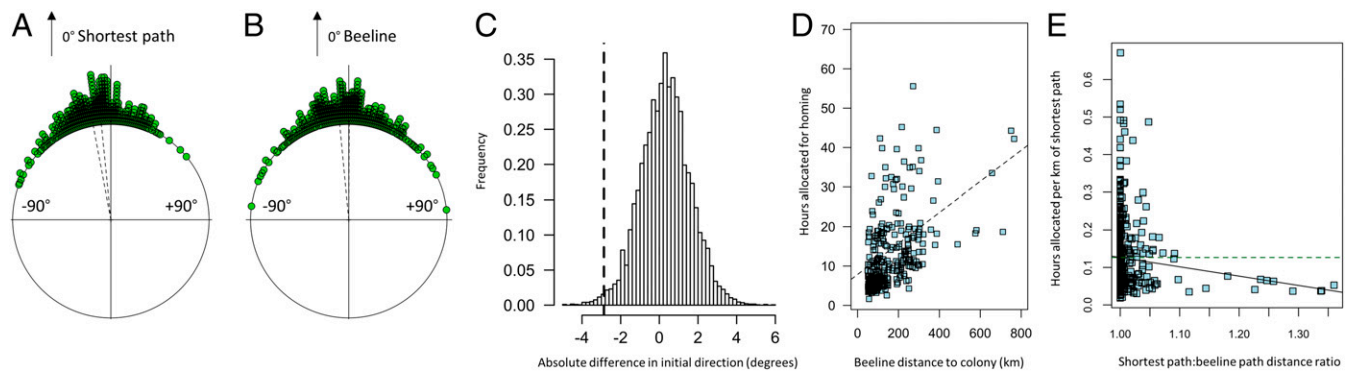 A
0° Shortest path
-90°
+90°
B
0° Beeline
-90°
+90°
C
Frequency
0.35
0.30
0.25
0.20
0.15
0.10
0.05
0.00
-4 -2 0 2 4 6
Absolute difference in initial direction (degrees)
D
Hours allocated for homing
70
60
50
40
30
20
10
0
0 200 400 600 800
Beeline distance to colony (km)
E
Hours allocated per km of shortest path
0.6
0.5
0.4
0.3
0.2
0.1
0.0
1.00 1.10 1.20 1.30
Shortest path:beeline path distance ratio